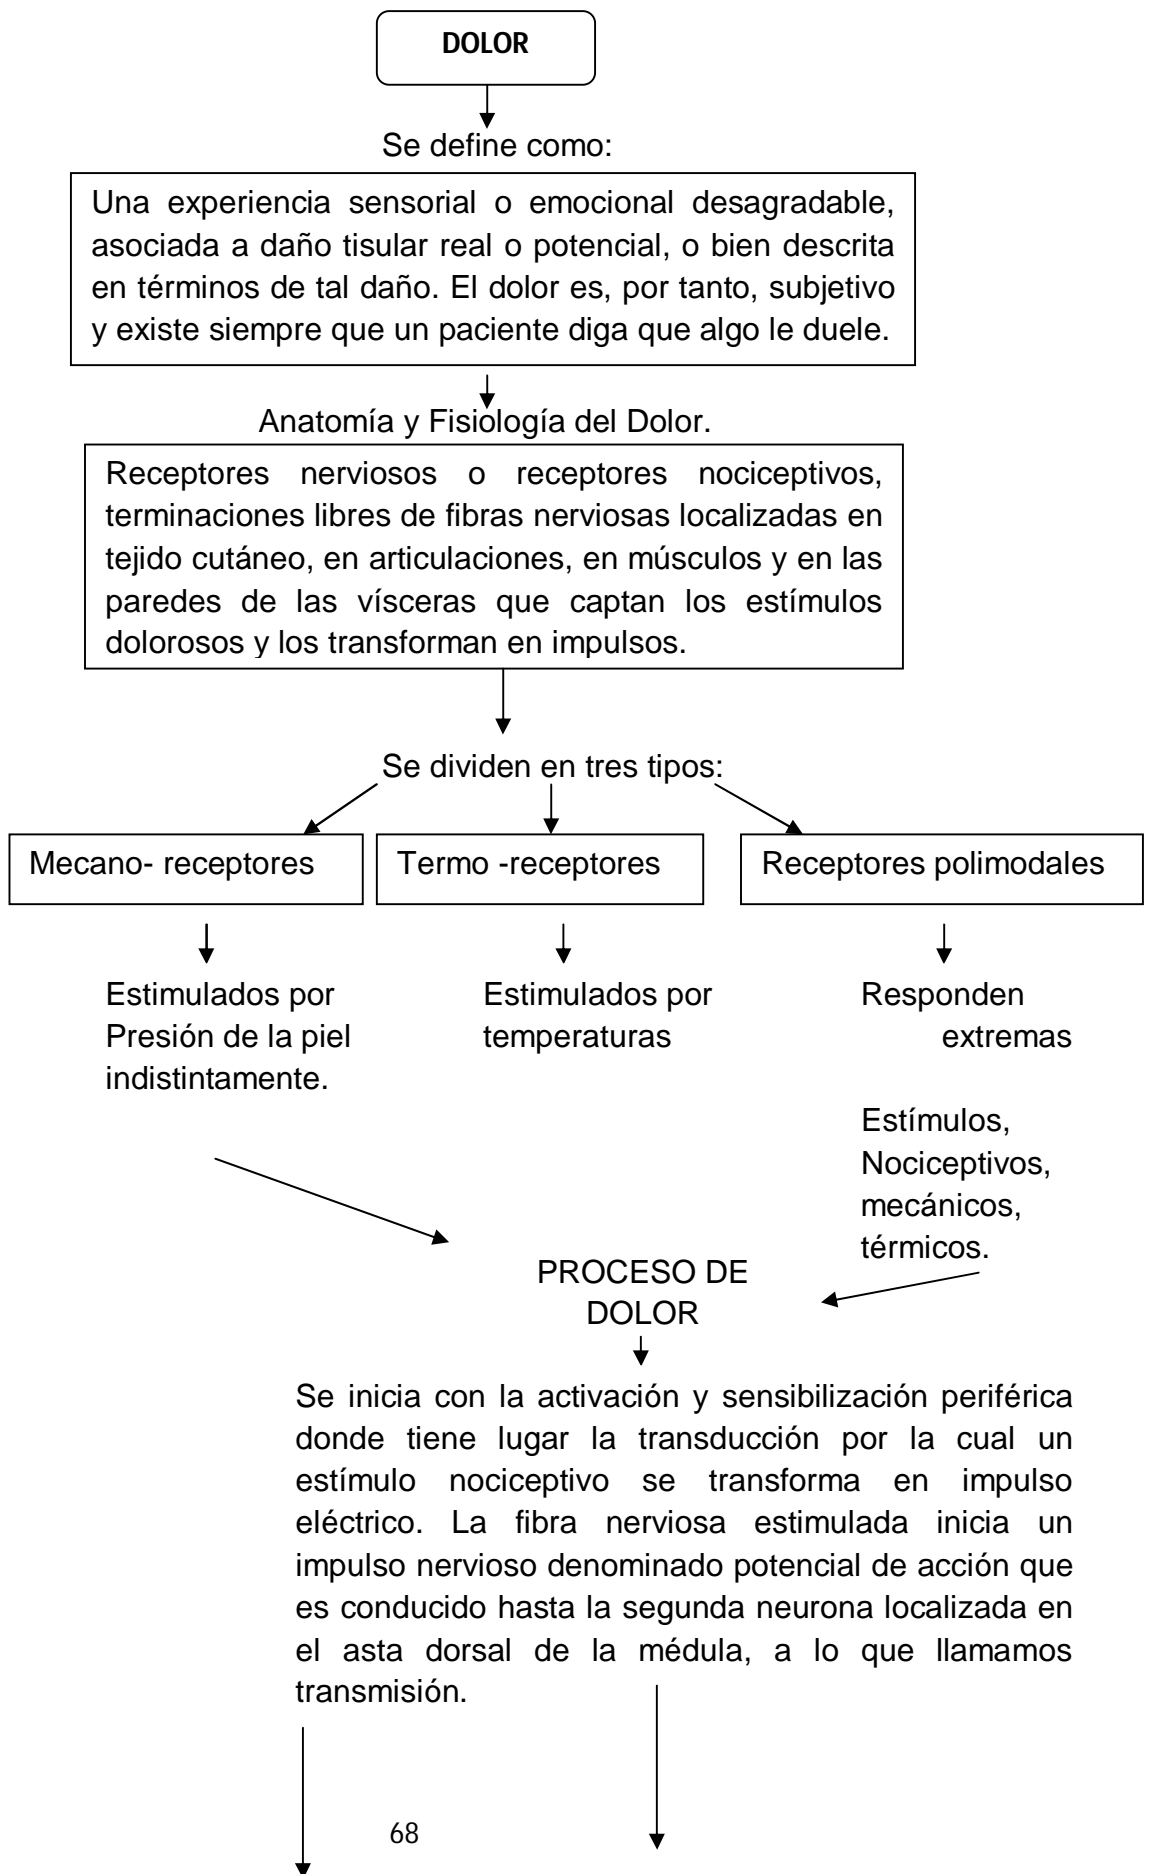 DOLOR
Se define como:
Una experiencia sensorial o emocional desagradable,
asociada a daño tisular real o potencial, o bien descrita
en términos de tal daño. El dolor es, por tanto, subjetivo
y existe siempre que un paciente diga que algo le duele.
Anatomía y Fisiología del Dolor.
Receptores nerviosos o receptores nociceptivos,
terminaciones libres de fibras nerviosas localizadas en
tejido cutáneo, en articulaciones, en músculos y en las
paredes de las vísceras que captan los estímulos
dolorosos y los transforman en impulsos.
Se dividen en tres tipos:
Mecano- receptores
Termo -receptores
Receptores polimodales
Estimulados por
Presión de la piel
indistintamente.
Estimulados por
temperaturas
Responden
extremas
Estímulos,
Nociceptivos,
mecánicos,
térmicos.
PROCESO DE
DOLOR
Se inicia con la activación y sensibilización periférica
donde tiene lugar la transducción por la cual un
estímulo nociceptivo se transforma en impulso
eléctrico. La fibra nerviosa estimulada inicia un
impulso nervioso denominado potencial de acción que
es conducido hasta la segunda neurona localizada en
el asta dorsal de la médula, a lo que llamamos
transmisión.
68